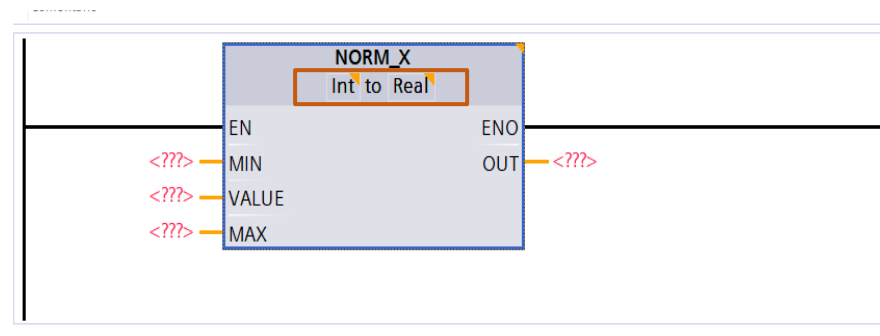 NORM_X
Int to Real
EN ENO
<???> MIN OUT <???>
<???> VALUE
<???> MAX